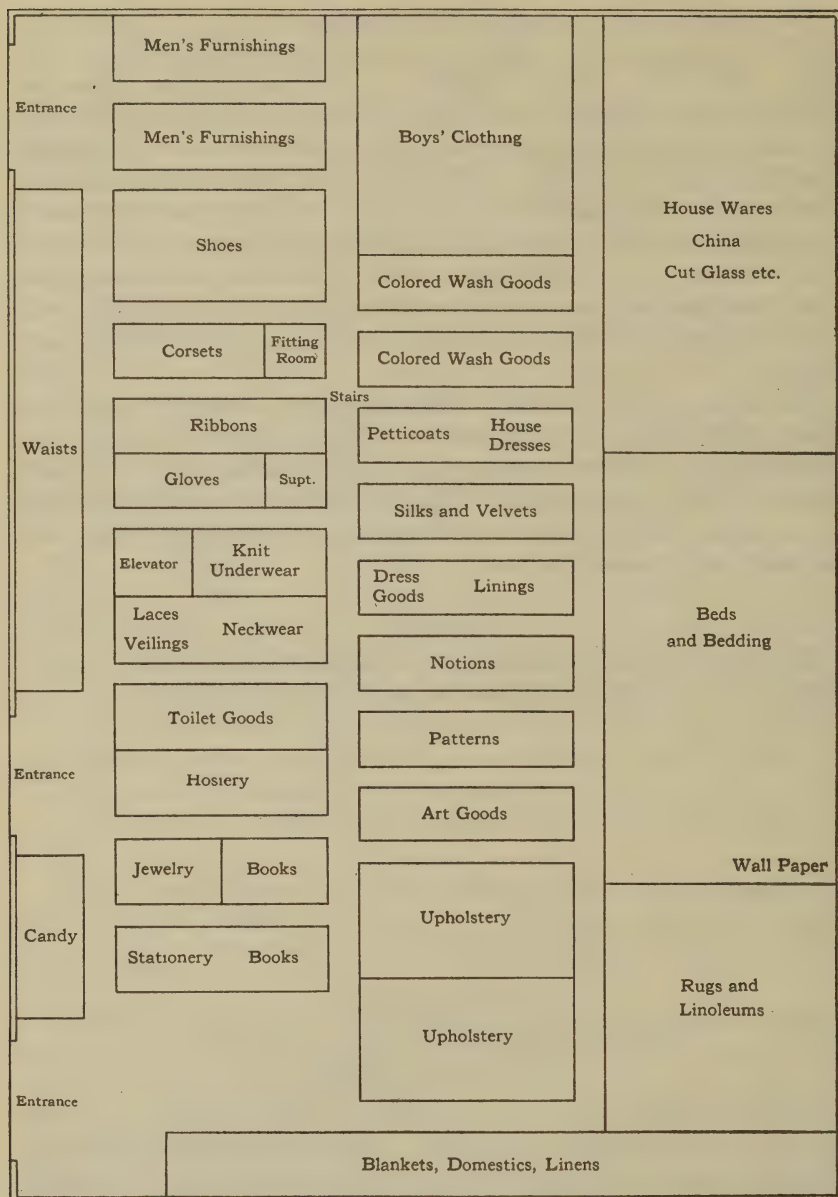 Men's Furnishings
Entrance
Men's Furnishings
Boys' Clothing
House Wares
China
Cut Glass etc.
Shoes
Colored Wash Goods
Corsets
Fitting
Room
Colored Wash Goods
Stairs
Waists
Ribbons
Petticoats
House
Dresses
Gloves
Supt.
Silks and Velvets
Elevator
Knit
Underwear
Dress
Goods
Linings
Laces
Veilings
Neckwear
Beds
and Bedding
Notions
Toilet Goods
Patterns
Entrance
Hosiery
Art Goods
Jewelry
Books
Wall Paper
Candy
Upholstery
Stationery
Books
Rugs and
Linoleums
Upholstery
Entrance
Blankets, Domestics, Linens